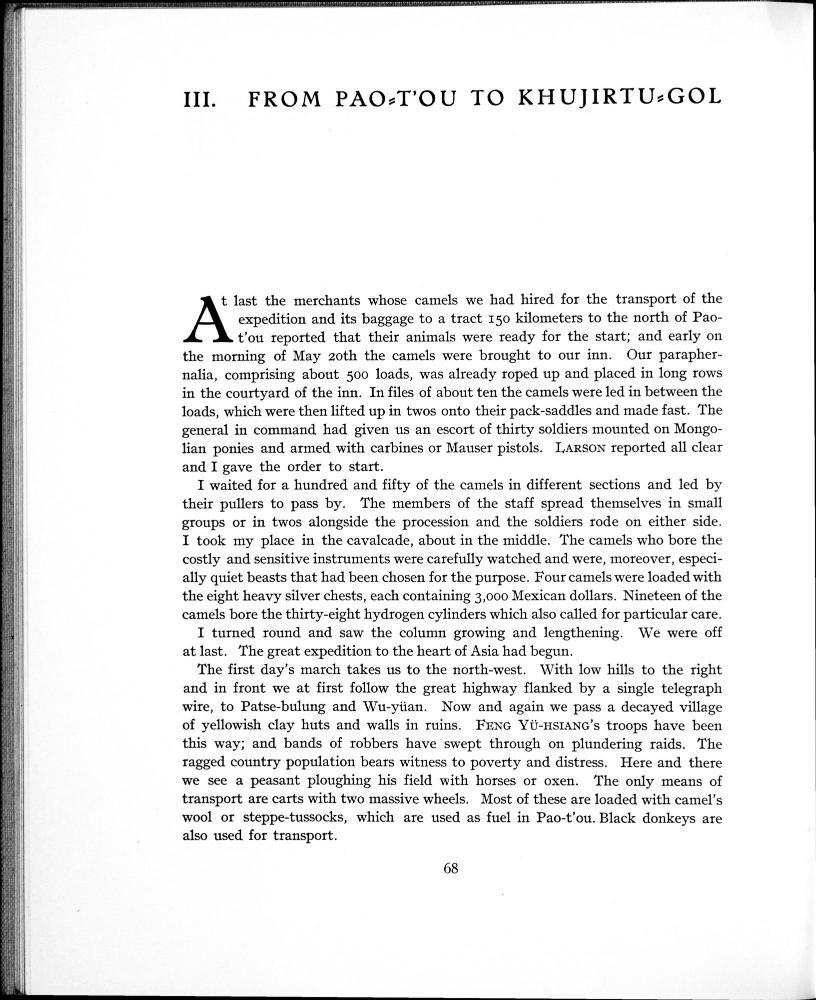 III. FROM PAO-T'OU TO KHUJIRTU-GOL
At last the merchants whose camels we had hired for the transport of the
expedition and its baggage to a tract 150 kilometers to the north of Pao-
t'ou reported that their animals were ready for the start; and early on
the morning of May 20th the camels were brought to our inn. Our parapher-
nalia, comprising about 500 loads, was already roped up and placed in long rows
in the courtyard of the inn. In files of about ten the camels were led in between the
loads, which were then lifted up in twos onto their pack-saddles and made fast. The
general in command had given us an escort of thirty soldiers mounted on Mongo-
lian ponies and armed with carbines or Mauser pistols. LARSON reported all clear
and I gave the order to start.
I waited for a hundred and fifty of the camels in different sections and led by
their pullers to pass by. The members of the staff spread themselves in small
groups or in twos alongside the procession and the soldiers rode on either side.
I took my place in the cavalcade, about in the middle. The camels who bore the
costly and sensitive instruments were carefully watched and were, moreover, especi-
ally quiet beasts that had been chosen for the purpose. Four camels were loaded with
the eight heavy silver chests, each containing 3,000 Mexican dollars. Nineteen of the
camels bore the thirty-eight hydrogen cylinders which also called for particular care.
I turned round and saw the column growing and lengthening. We were off
at last. The great expedition to the heart of Asia had begun.
The first day's march takes us to the north-west. With low hills to the right
and in front we at first follow the great highway flanked by a single telegraph
wire, to Patse-bulung and Wu-yüan. Now and again we pass a decayed village
of yellowish clay huts and walls in ruins. FENG YÜ-HSIANG's troops have been
this way; and bands of robbers have swept through on plundering raids. The
ragged country population bears witness to poverty and distress. Here and there
we see a peasant ploughing his field with horses or oxen. The only means of
transport are carts with two massive wheels. Most of these are loaded with camel's
wool or steppe-tussocks, which are used as fuel in Pao-t'ou. Black donkeys are
also used for transport.
68